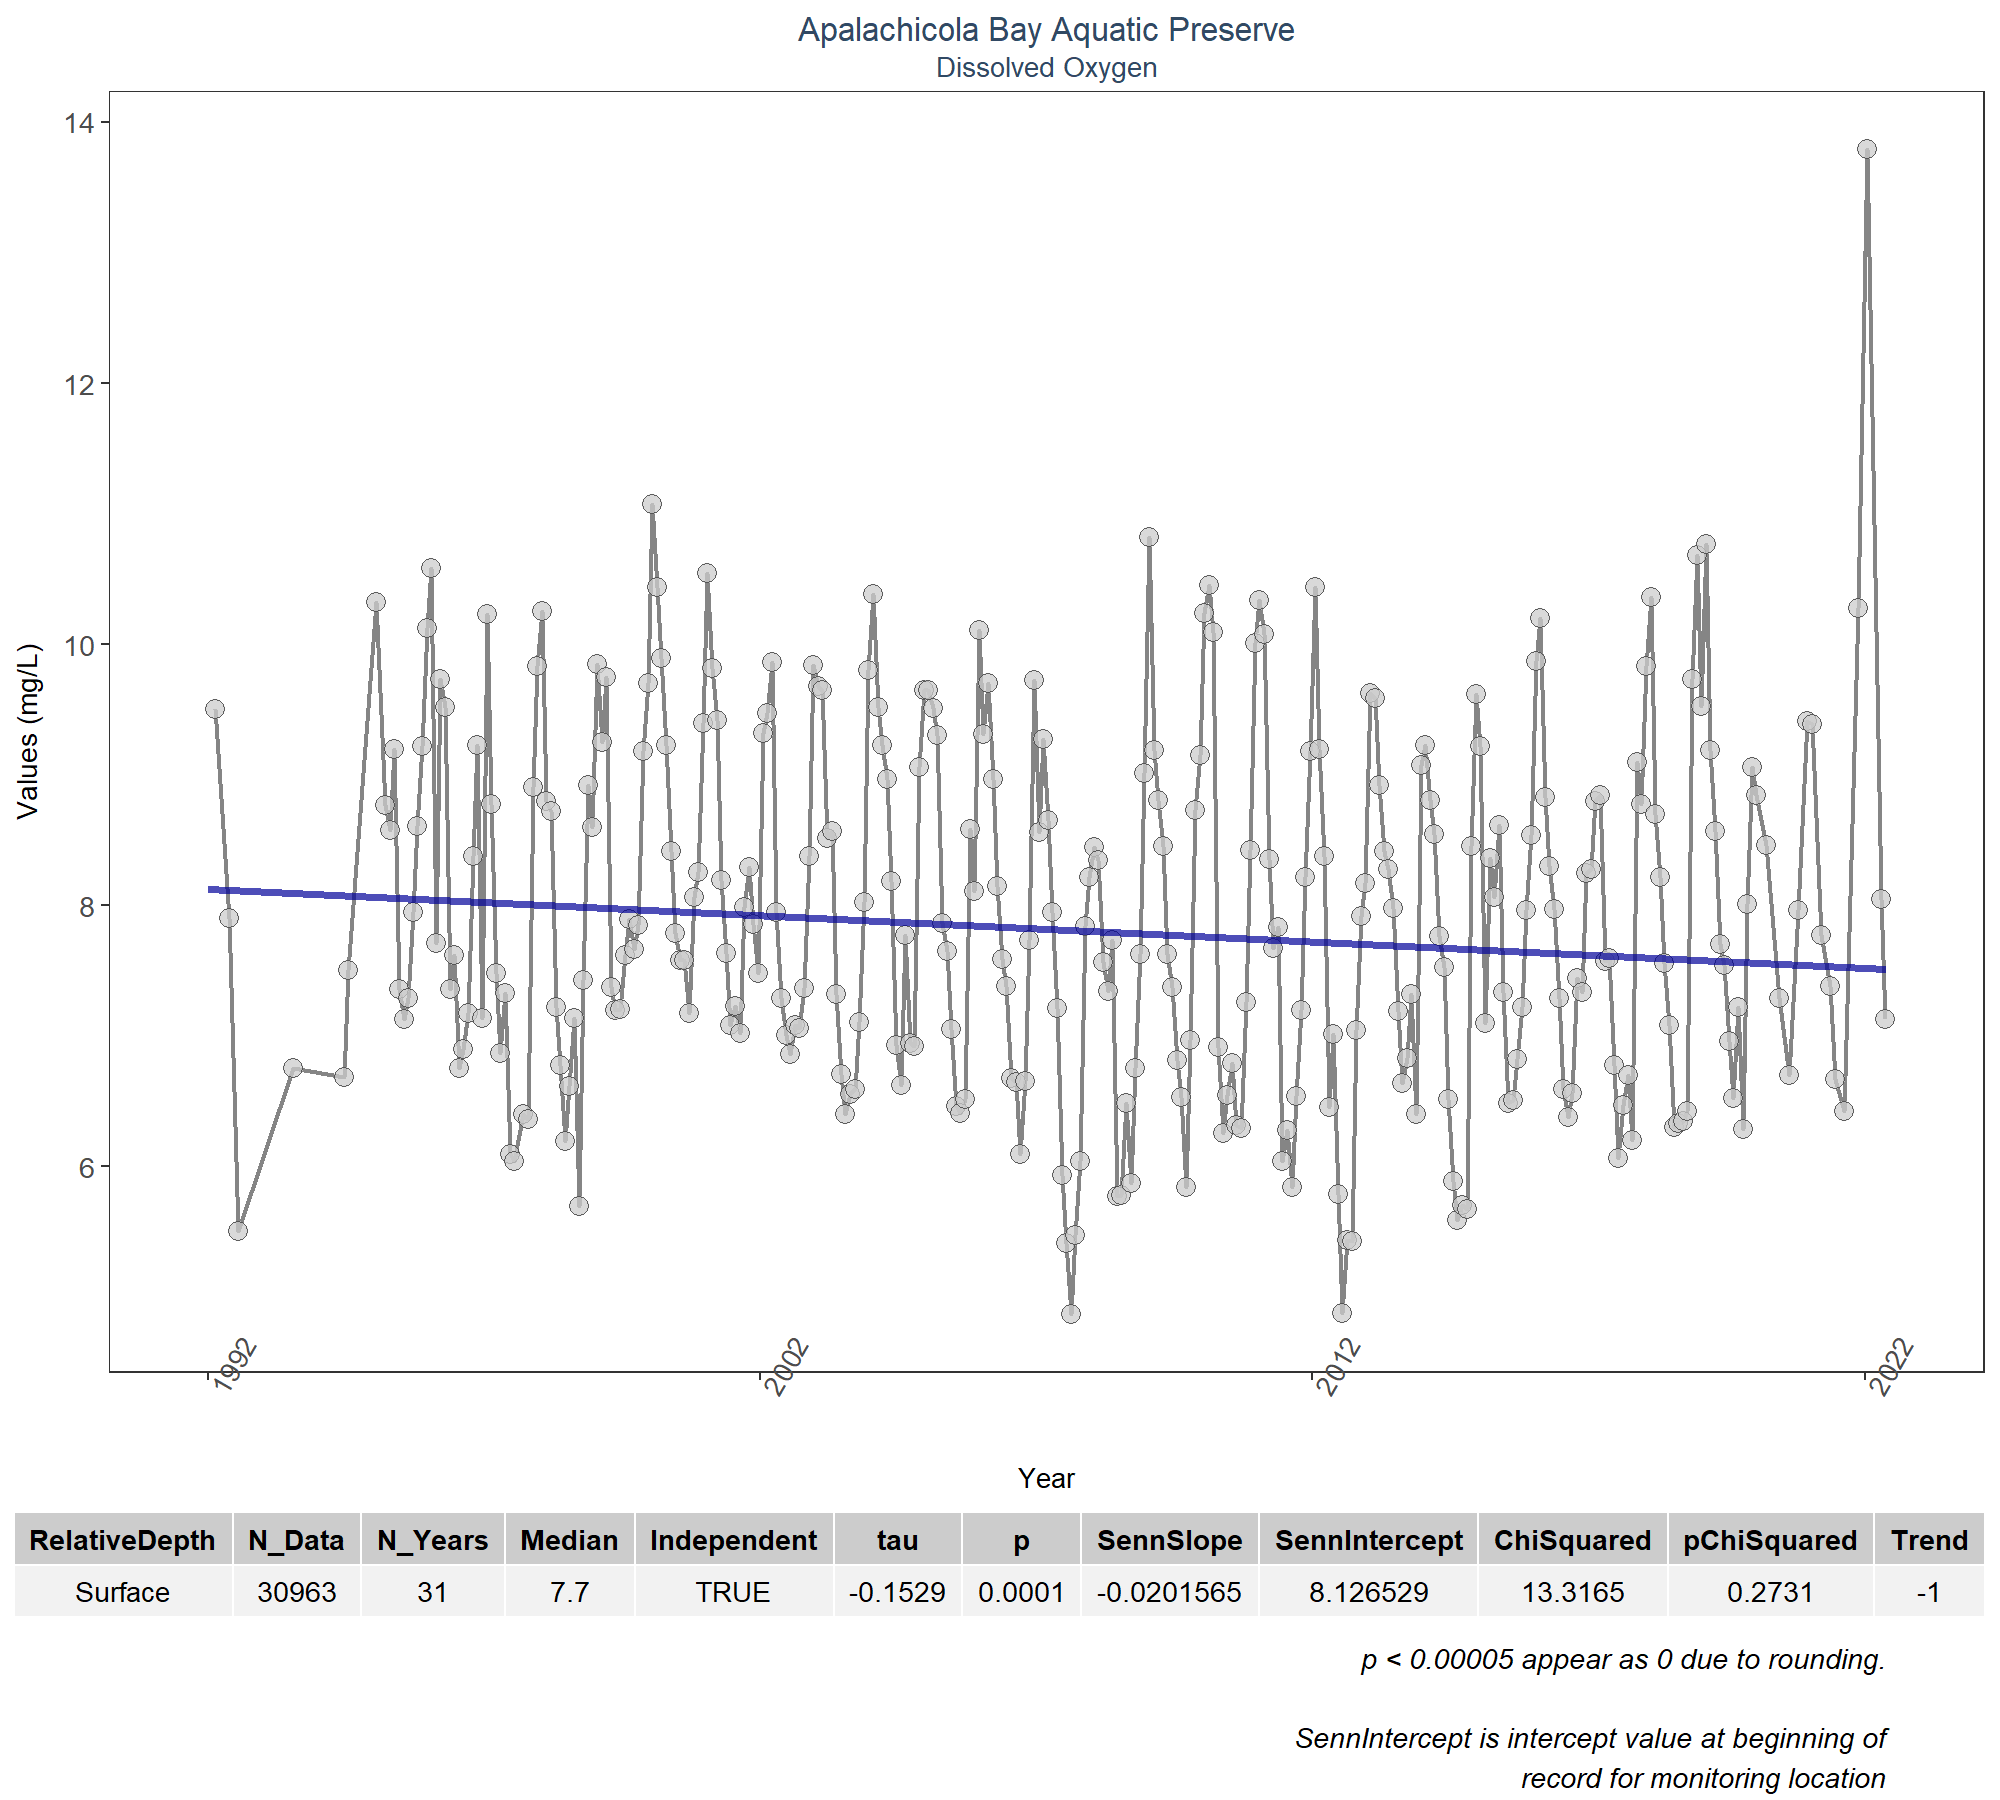 Apalachicola Bay Aquatic Preserve
Dissolved Oxygen
14
12
10
8
6
Values (mg/L)
1992 2002 2012 2022
Year
RelativeDepth N_Data N_Years Median Independent tau p SennSlope SennIntercept ChiSquared pChiSquared Trend
Surface 30963 31 7.7 TRUE -0.1529 0.0001 -0.0201565 8.126529 13.3165 0.2731 -1
p < 0.00005 appear as 0 due to rounding.
SennIntercept is intercept value at beginning of
record for monitoring location